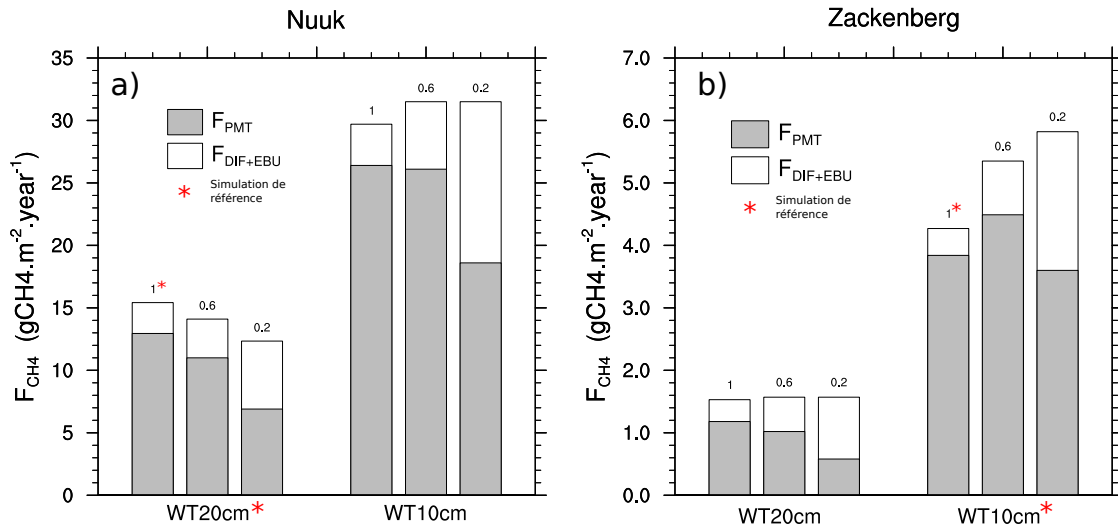 Nuuk
a)
F_PMT
F_DIF+EBU
* Simulation de
référence
F_CH4 (gCH4.m⁻².year⁻¹)
35
30
25
20
15
10
5
0
1*
0.6
0.2
1
0.6
0.2
WT20cm*
WT10cm
Zackenberg
b)
F_PMT
F_DIF+EBU
* Simulation de
référence
F_CH4 (gCH4.m⁻².year⁻¹)
7.0
6.0
5.0
4.0
3.0
2.0
1.0
0.0
1
0.6
0.2
1*
0.6
0.2
WT20cm
WT10cm*